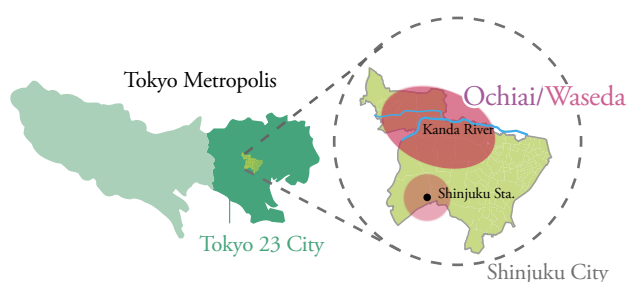 Tokyo Metropolis
Ochiai/Waseda
Kanda River
Shinjuku Sta.
Tokyo 23 City
Shinjuku City